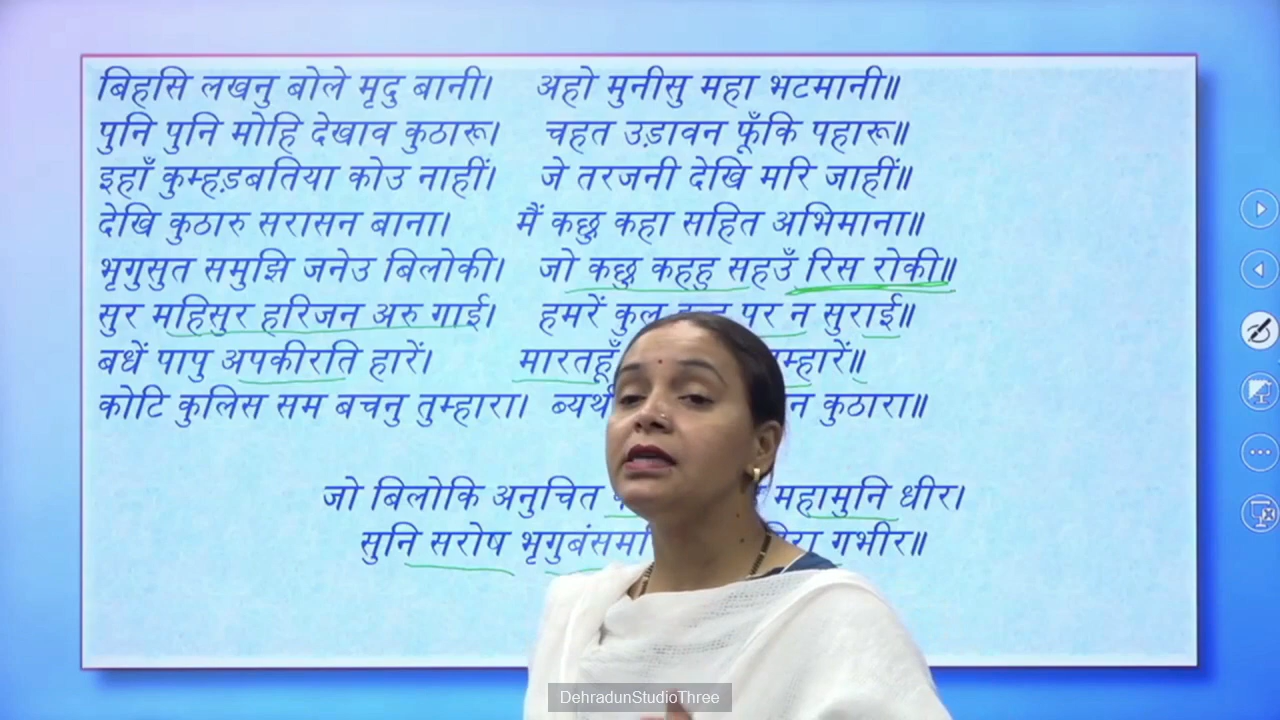 बिहसि लखनु बोले मृदु बानी। अहो मुनीसु महा भटमानी॥
पुनि पुनि मोहि देखाव कुठारू। चहत उड़ावन फूँकि पहारू॥
इहाँ कुम्हड़बतिया कोउ नाहीं। जे तरजनी देखि मरि जाहीं॥
देखि कुठारु सरासन बाना। मैं कछु कहा सहित अभिमाना॥
भृगुसुत समुझि जनेउ बिलोकी। जो कछु कहहु सहउँ रिस रोकी॥
सुर महिसुर हरिजन अरु गाई। हमरें कुल पर न सुराई॥
बधें पापु अपकीरति हारें। मारतहूँ
कोटि कुलिस सम बचनु तुम्हारा। कुठारा॥
जो बिलोकि अनुचित महामुनि धीर।
सुनि सरोष गभीर॥
DehradunStudioThree